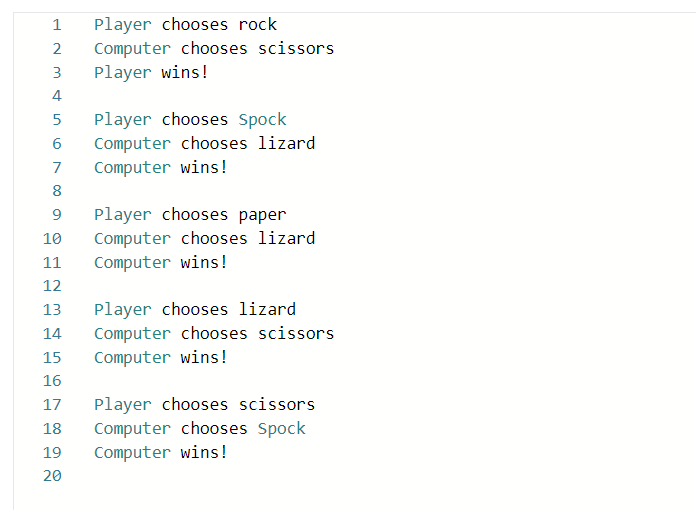 1 Player chooses rock
2 Computer chooses scissors
3 Player wins!
4
5 Player chooses Spock
6 Computer chooses lizard
7 Computer wins!
8
9 Player chooses paper
10 Computer chooses lizard
11 Computer wins!
12
13 Player chooses lizard
14 Computer chooses scissors
15 Computer wins!
16
17 Player chooses scissors
18 Computer chooses Spock
19 Computer wins!
20